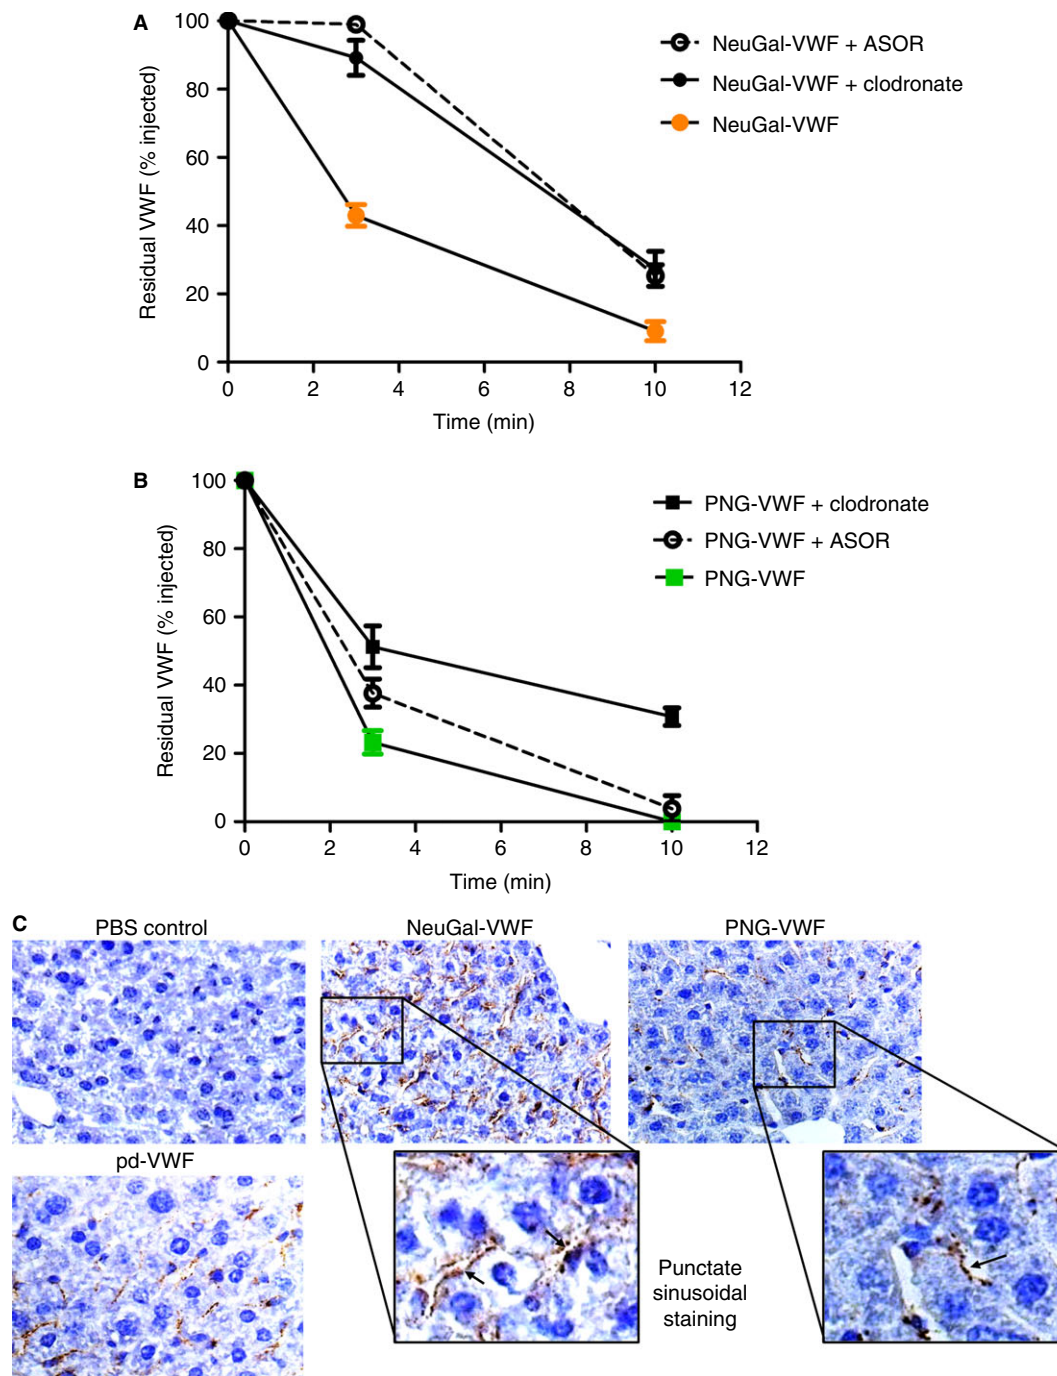 A
100
80
60
40
20
0
Residual VWF (% injected)
0 2 4 6 8 10 12
Time (min)
NeuGal-VWF + ASOR
NeuGal-VWF + clodronate
NeuGal-VWF
B
100
80
60
40
20
0
Residual VWF (% injected)
0 2 4 6 8 10 12
Time (min)
PNG-VWF + clodronate
PNG-VWF + ASOR
PNG-VWF
C
PBS control
NeuGal-VWF
PNG-VWF
pd-VWF
Punctate
sinusoidal
staining